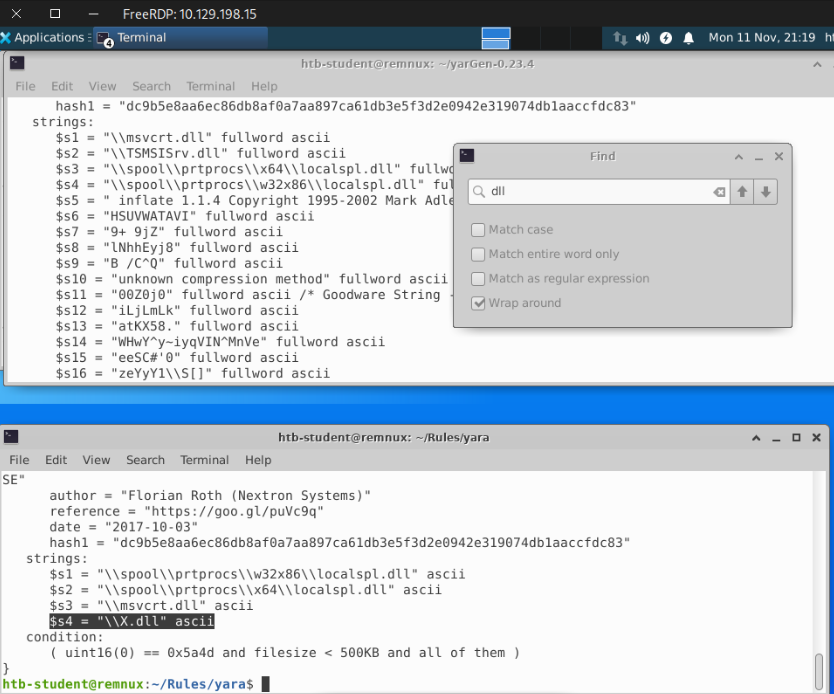 FreeRDP: 10.129.198.15
Applications
Terminal
4
Mon 11 Nov, 21:19
htb-student@remnux: ~/yarGen-0.23.4
File Edit View Search Terminal Help
hash1 = "dc9b5e8aa6ec86db8af0a7aa897ca61db3e5f3d2e0942e319074db1aaccfdc83"
strings:
$s1 = "\\msvcrt.dll" fullword ascii
$s2 = "\\TSMSISrv.dll" fullword ascii
$s3 = "\\spool\\prtprocs\\x64\\localspl.dll" fullwo
$s4 = "\\spool\\prtprocs\\w32x86\\localspl.dll" ful
$s5 = " inflate 1.1.4 Copyright 1995-2002 Mark Adle
$s6 = "HSUVWATAVI" fullword ascii
$s7 = "9+ 9jZ" fullword ascii
$s8 = "lNhhEyj8" fullword ascii
$s9 = "B /C^Q" fullword ascii
$s10 = "unknown compression method" fullword ascii
$s11 = "00Z0j0" fullword ascii /* Goodware String -
$s12 = "iLjLmLk" fullword ascii
$s13 = "atKX58." fullword ascii
$s14 = "WHwY^y~iyqVIN^MnVe" fullword ascii
$s15 = "eeSC#'0" fullword ascii
$s16 = "zeYyY1\\S[]" fullword ascii
Find
dll
Match case
Match entire word only
Match as regular expression
Wrap around
htb-student@remnux: ~/Rules/yara
File Edit View Search Terminal Help
SE"
author = "Florian Roth (Nextron Systems)"
reference = "https://goo.gl/puVc9q"
date = "2017-10-03"
hash1 = "dc9b5e8aa6ec86db8af0a7aa897ca61db3e5f3d2e0942e319074db1aaccfdc83"
strings:
$s1 = "\\spool\\prtprocs\\w32x86\\localspl.dll" ascii
$s2 = "\\spool\\prtprocs\\x64\\localspl.dll" ascii
$s3 = "\\msvcrt.dll" ascii
$s4 = "\\X.dll" ascii
condition:
( uint16(0) == 0x5a4d and filesize < 500KB and all of them )
}
htb-student@remnux:~/Rules/yara$